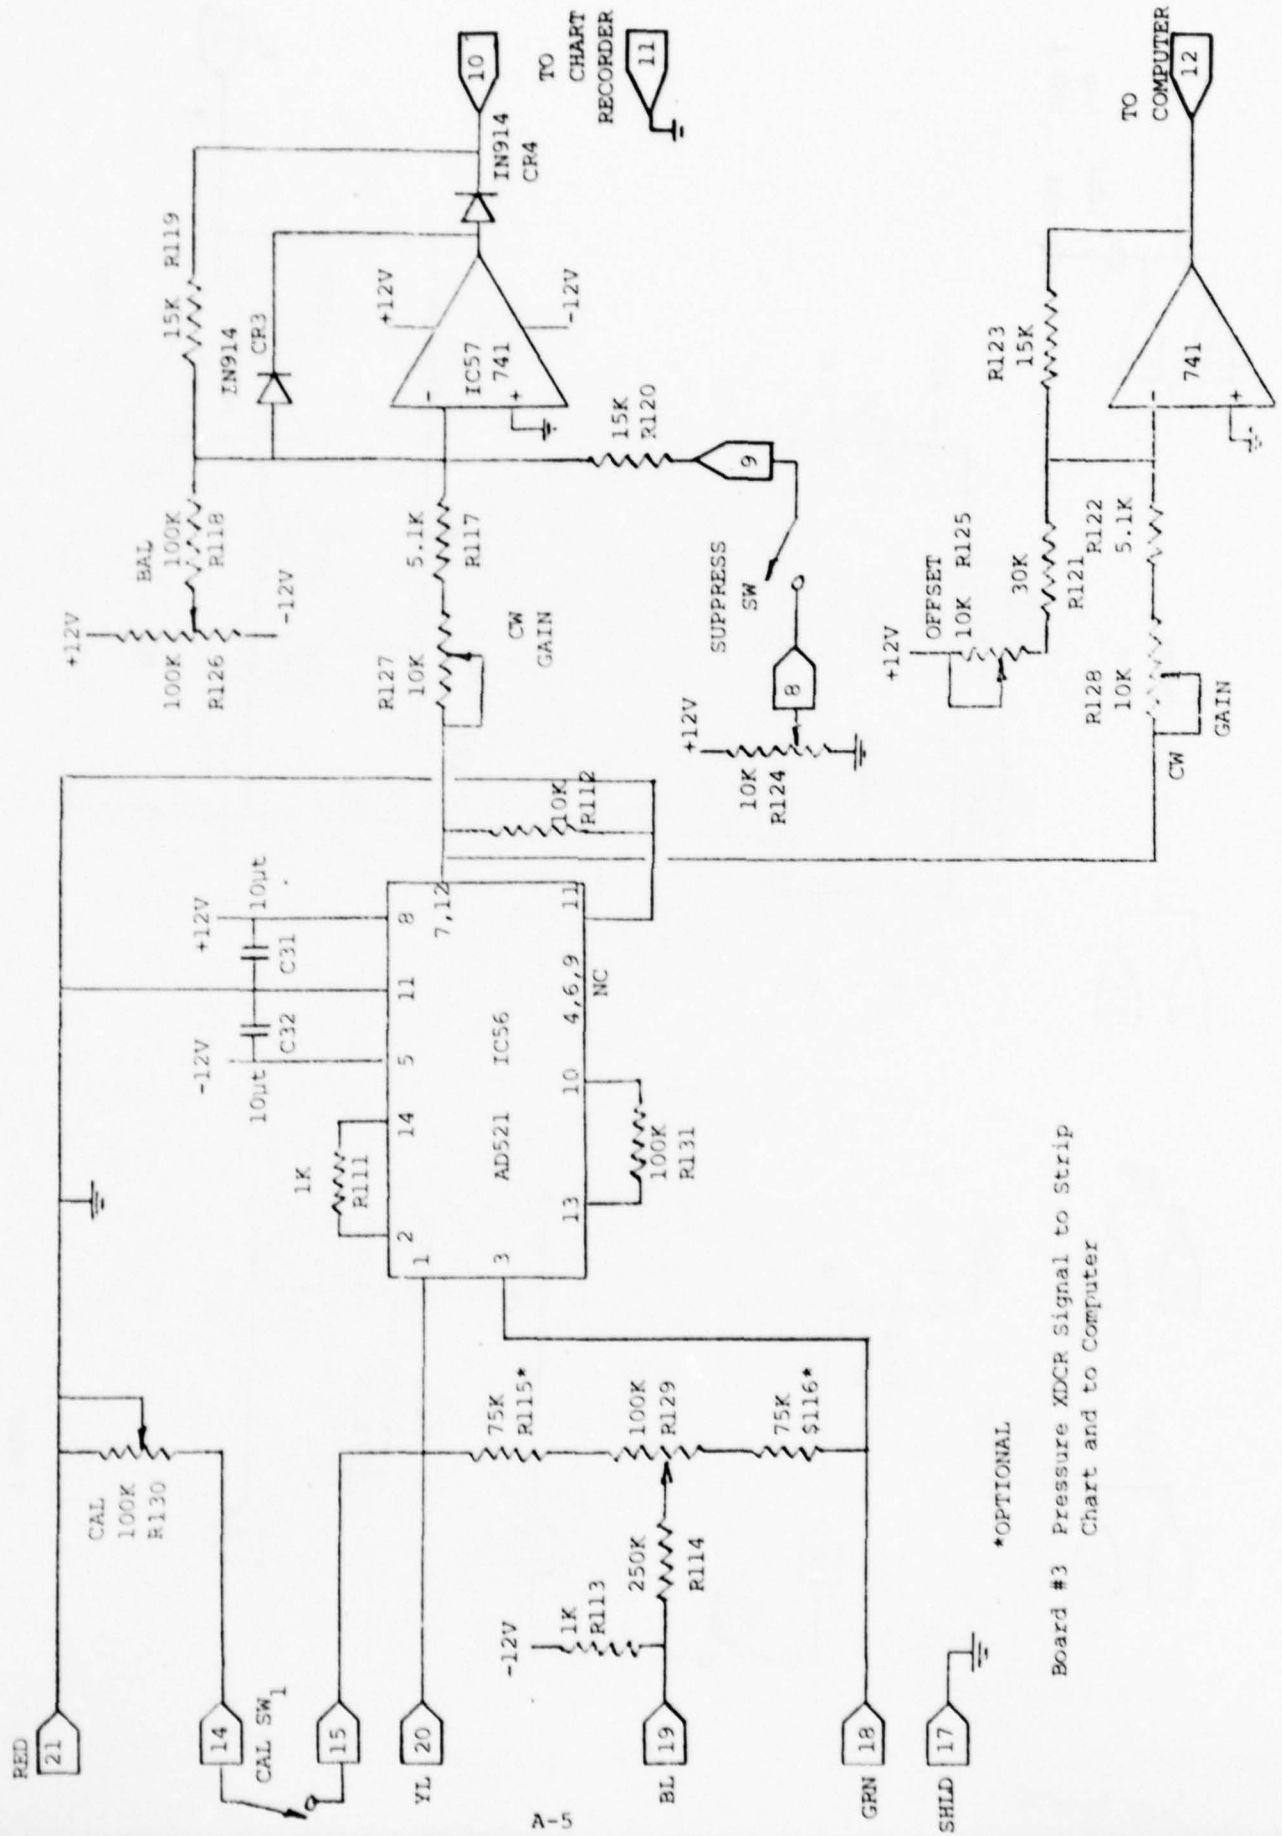 RED
21
CAL
100K
R130
14
CAL SW1
15
YL
20
-12V
1K
R113
BL
19
250K
R114
75K
R115*
100K
R129
75K
$116*
GRN
18
SHLD
17
*OPTIONAL
1K
R111
2
14
5
11
8
1
3
AD521
IC56
7,12
11
4,6,9
NC
13
10
100K
R131
-12V
+12V
10µt
C32
C31
10µt
10K
R112
+12V
-12V
100K
R126
BAL
100K
R118
15K R119
IN914
CR3
R127
10K
CW
GAIN
5.1K
R117
+12V
IC57
741
-
+
-12V
IN914
CR4
10
TO
CHART
RECORDER
11
15K
R120
9
SUPPRESS
SW
8
+12V
10K
R124
+12V
OFFSET
10K R125
30K
R121
R123
15K
R128
10K
CW
GAIN
R122
5.1K
741
-
+
TO
COMPUTER
12
Board #3 Pressure XDCR Signal to Strip
Chart and to Computer
A-5